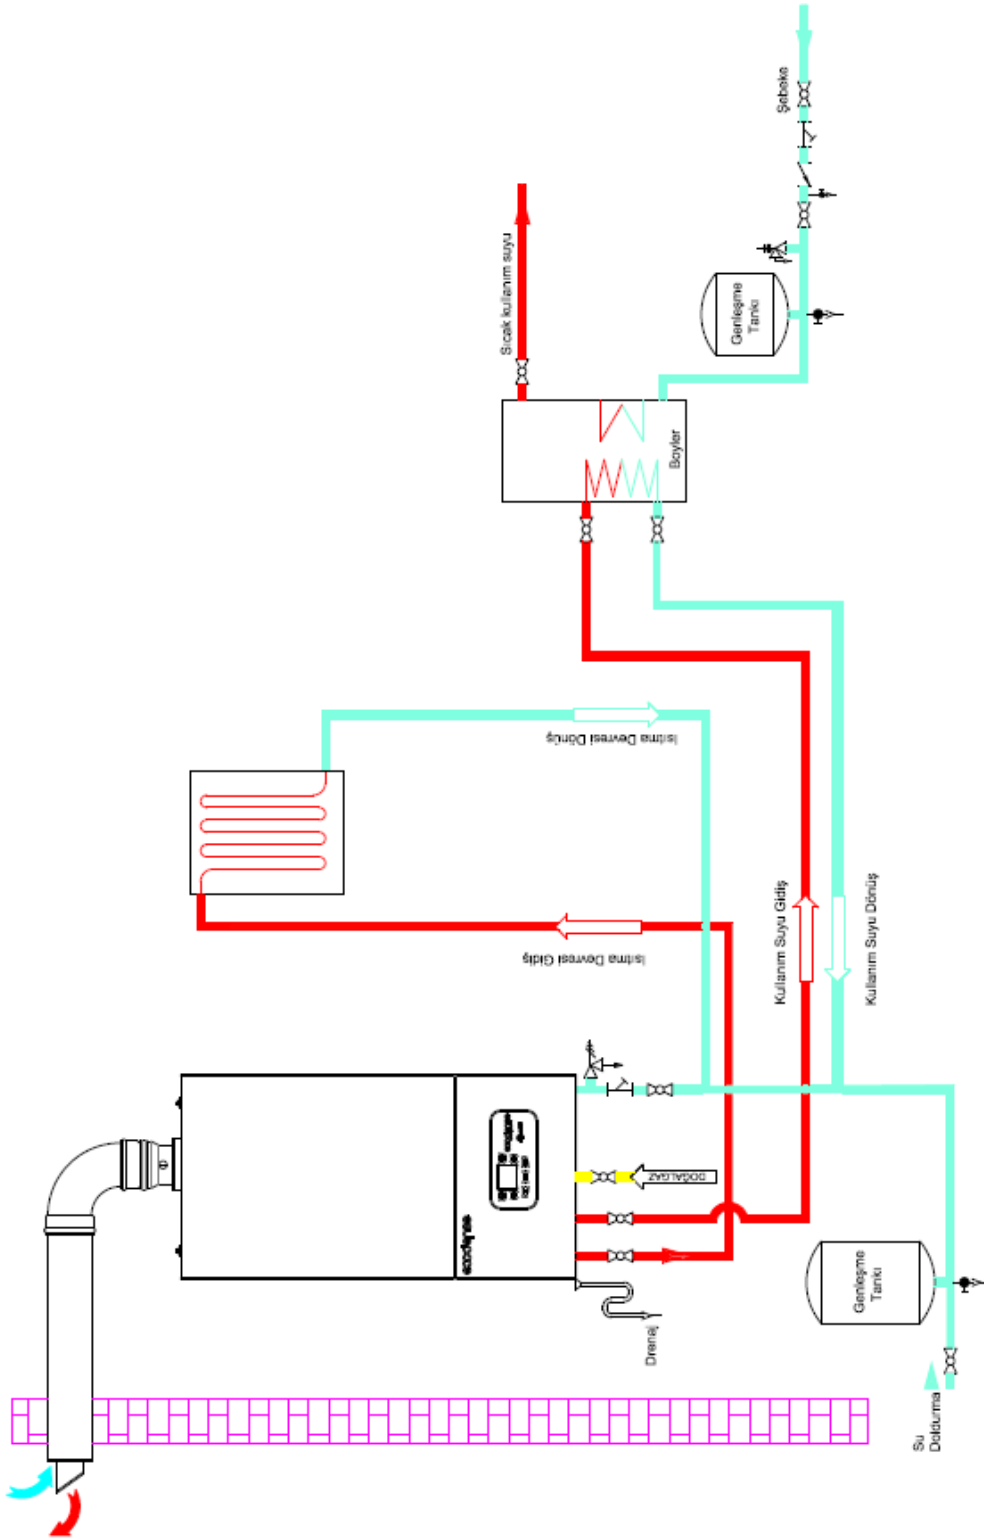 Şebeke
Sıcak kullanım suyu
Genleşme
Tankı
Boyler
Isıtma Devresi Dönüş
Isıtma Devresi Gidiş
Kullanım Suyu Gidiş
Kullanım Suyu Dönüş
DOĞALGAZ
ecodense
Drenaj
Genleşme
Tankı
Su
Doldurma